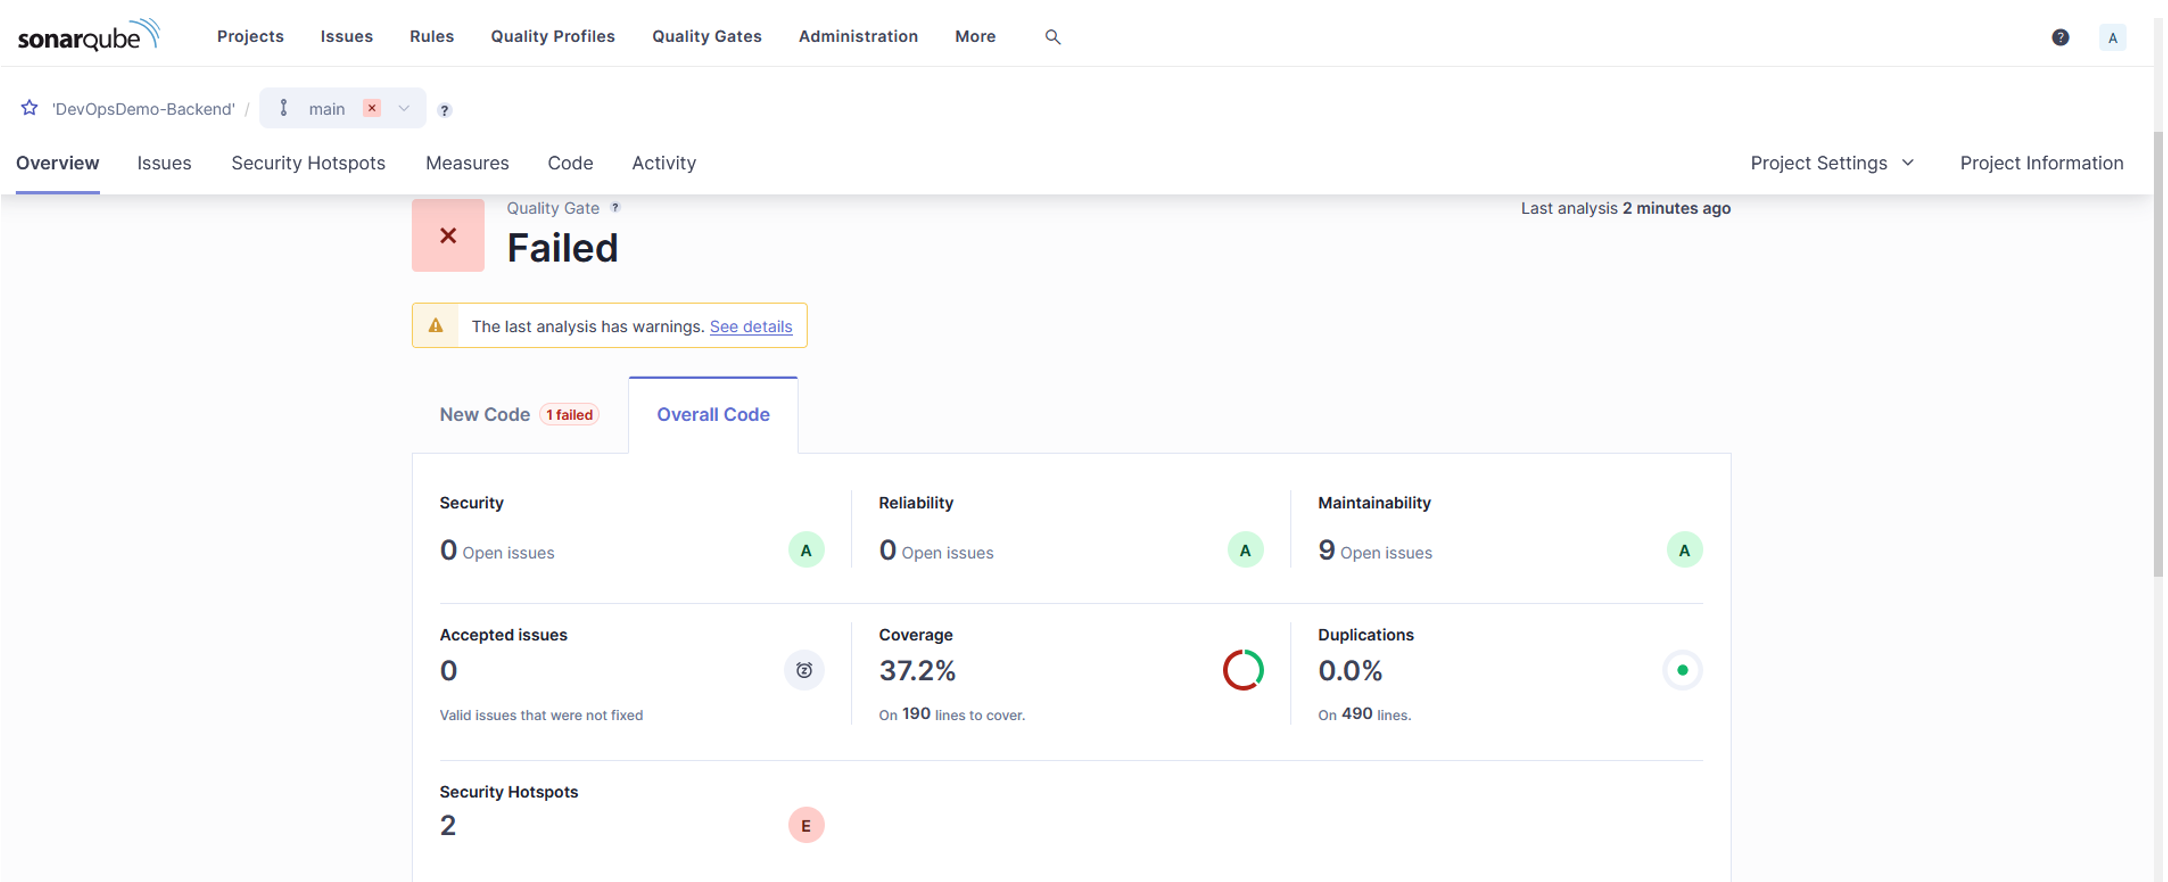 sonarqube Projects Issues Rules Quality Profiles Quality Gates Administration More ? A
'DevOpsDemo-Backend' / main ?
Overview Issues Security Hotspots Measures Code Activity Project Settings Project Information
Quality Gate ? Last analysis 2 minutes ago
Failed
The last analysis has warnings. See details
New Code 1 failed Overall Code
Security Reliability Maintainability
0 Open issues A 0 Open issues A 9 Open issues A
Accepted issues Coverage Duplications
0 37.2% 0.0%
Valid issues that were not fixed On 190 lines to cover. On 490 lines.
Security Hotspots
2 E